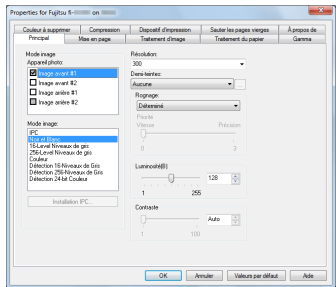 Properties for Fujitsu fi- on
Couleur à supprimer
Compression
Dispositif d'impression
Sauter les pages vierges
À propos de
Principal
Mise en page
Traitement d'image
Traitement du papier
Gamma
Mode image
Appareil photo:
Image avant #1
Image avant #2
Image arrière #1
Image arrière #2
Mode image:
IPC
Noir et Blanc
16-Level Niveaux de gris
256-Level Niveaux de gris
Couleur
Détection 16-Niveaux de Gris
Détection 256-Niveaux de Gris
Détection 24-bit Couleur
Installation IPC...
Résolution:
300
Demi-teintes:
Aucune
...
Rognage:
Déterminé
Priorité
Vitesse
Précision
0
3
Luminosité(B)
128
1
255
Contraste
Auto
1
100
OK
Annuler
Valeurs par défaut
Aide